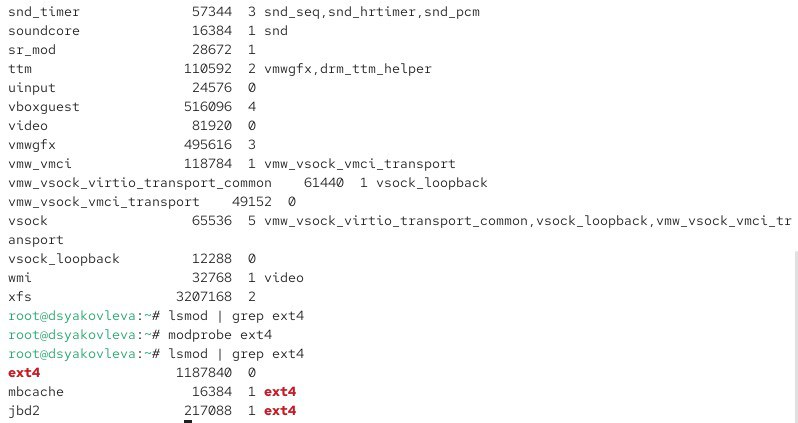 snd_timer              57344  3 snd_seq,snd_hrtimer,snd_pcm
soundcore              16384  1 snd
sr_mod                 28672  1
ttm                   110592  2 vmwgfx,drm_ttm_helper
uinput                 24576  0
vboxguest             516096  4
video                  81920  0
vmwgfx                495616  3
vmw_vmci              118784  1 vmw_vsock_vmci_transport
vmw_vsock_virtio_transport_common    61440  1 vsock_loopback
vmw_vsock_vmci_transport    49152  0
vsock                  65536  5 vmw_vsock_virtio_transport_common,vsock_loopback,vmw_vsock_vmci_tr
ansport
vsock_loopback         12288  0
wmi                    32768  1 video
xfs                  3207168  2
root@dsyakovleva:~# lsmod | grep ext4
root@dsyakovleva:~# modprobe ext4
root@dsyakovleva:~# lsmod | grep ext4
ext4                 1187840  0
mbcache                16384  1 ext4
jbd2                  217088  1 ext4